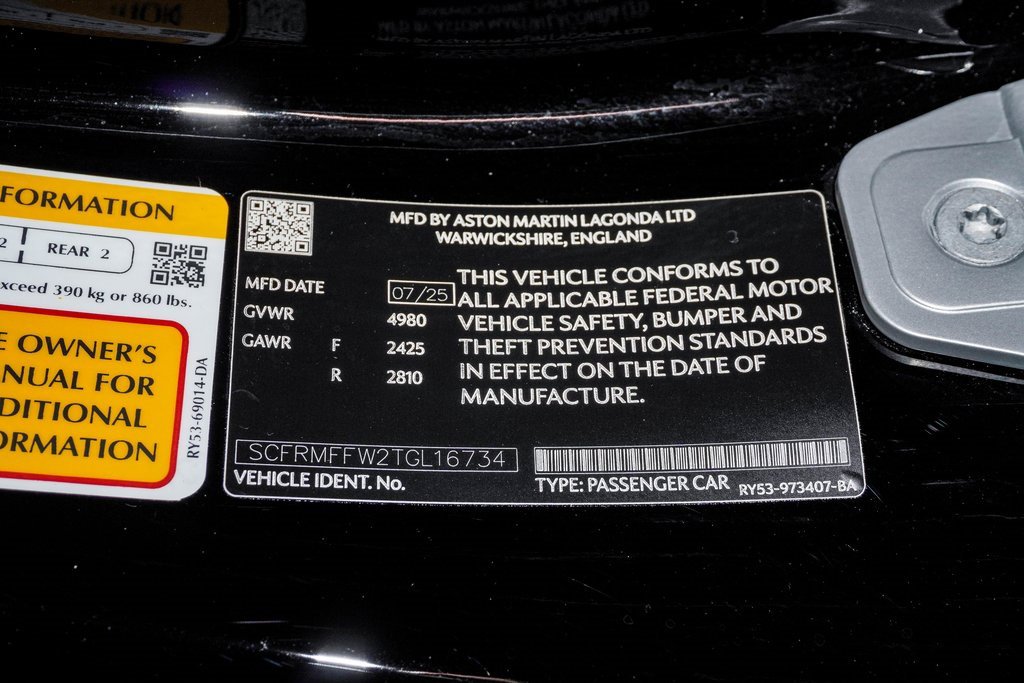 FORMATION
2 REAR 2
xceed 390 kg or 860 lbs.
E OWNER'S
NUAL FOR
DITIONAL
ORMATION
RY53-69014-DA
MFD BY ASTON MARTIN LAGONDA LTD
WARWICKSHIRE, ENGLAND
MFD DATE 07/25
GVWR 4980
GAWR F 2425
R 2810
THIS VEHICLE CONFORMS TO
ALL APPLICABLE FEDERAL MOTOR
VEHICLE SAFETY, BUMPER AND
THEFT PREVENTION STANDARDS
IN EFFECT ON THE DATE OF
MANUFACTURE.
SCFRMFFW2TGL16734
VEHICLE IDENT. No.
TYPE: PASSENGER CAR RY53-973407-BA